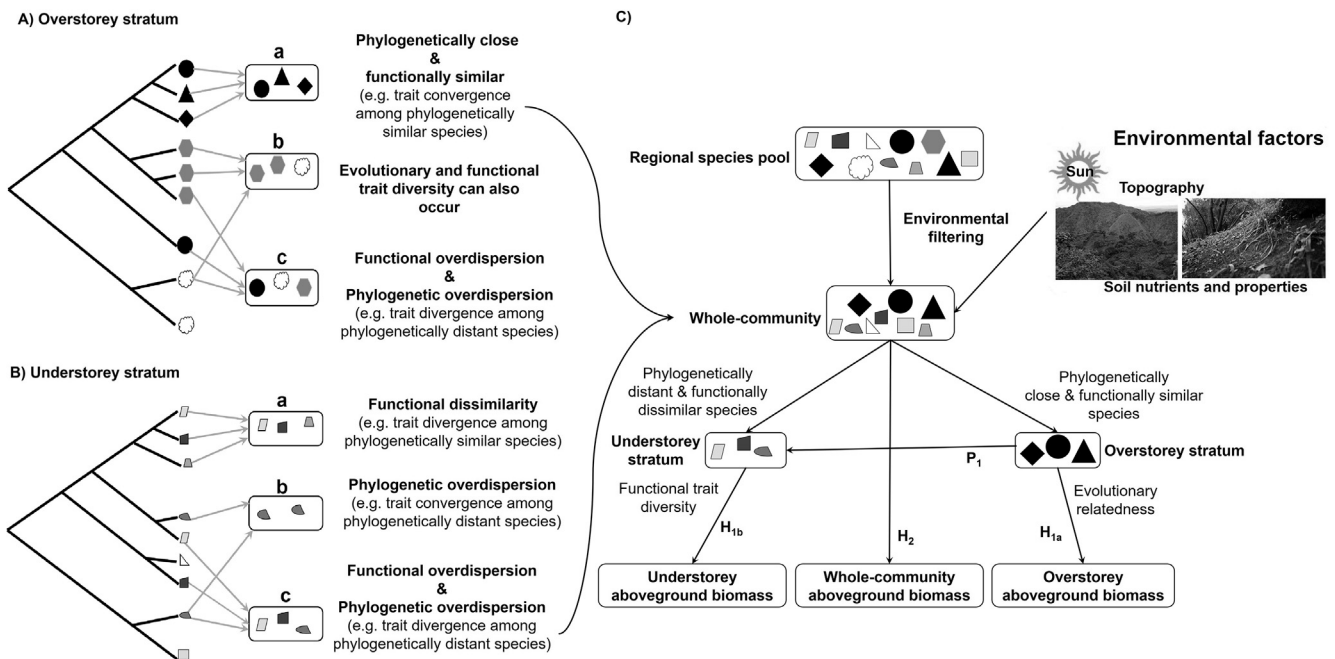 A) Overstorey stratum
a
Phylogenetically close
&
functionally similar
(e.g. trait convergence
among phylogenetically
similar species)
b
Evolutionary and functional
trait diversity can also
occur
c
Functional overdispersion
&
Phylogenetic overdispersion
(e.g. trait divergence among
phylogenetically distant species)
B) Understorey stratum
a
Functional dissimilarity
(e.g. trait divergence among
phylogenetically similar species)
b
Phylogenetic overdispersion
(e.g. trait convergence among
phylogenetically distant species)
c
Functional overdispersion
&
Phylogenetic overdispersion
(e.g. trait divergence among
phylogenetically distant species)
C)
Regional species pool
Environmental factors
Sun
Topography
Soil nutrients and properties
Environmental
filtering
Whole-community
Phylogenetically
distant & functionally
dissimilar species
Phylogenetically
close & functionally similar
species
Understorey
stratum
P1
Overstorey stratum
Functional trait
diversity
Evolutionary
relatedness
H1b
H2
H1a
Understorey
aboveground biomass
Whole-community
aboveground biomass
Overstorey
aboveground biomass